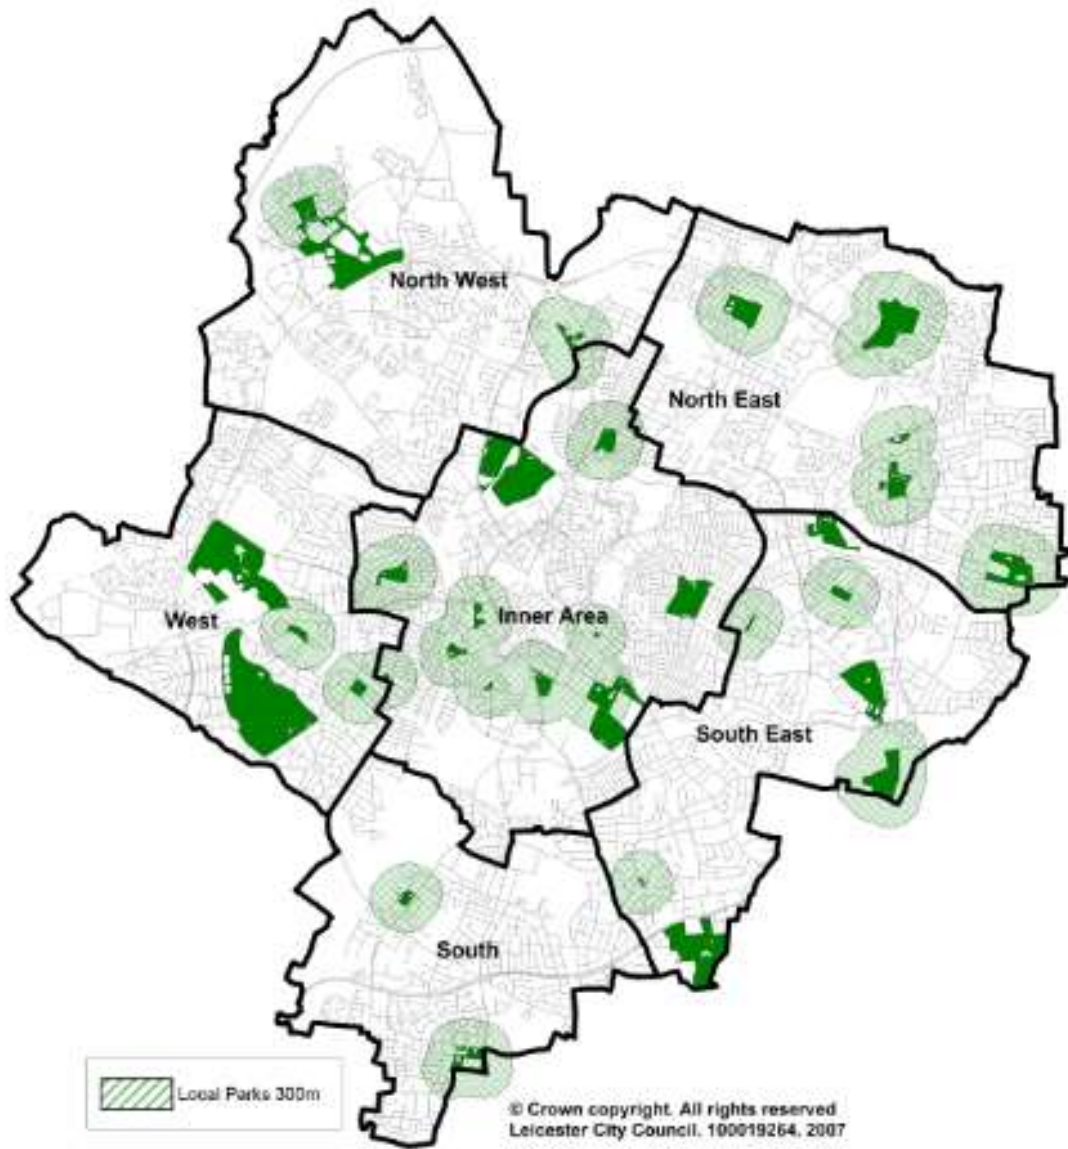 North West
North East
Inner Area
West
South East
South
Local Parks 300m
© Crown copyright. All rights reserved
Leicester City Council. 100019264, 2007